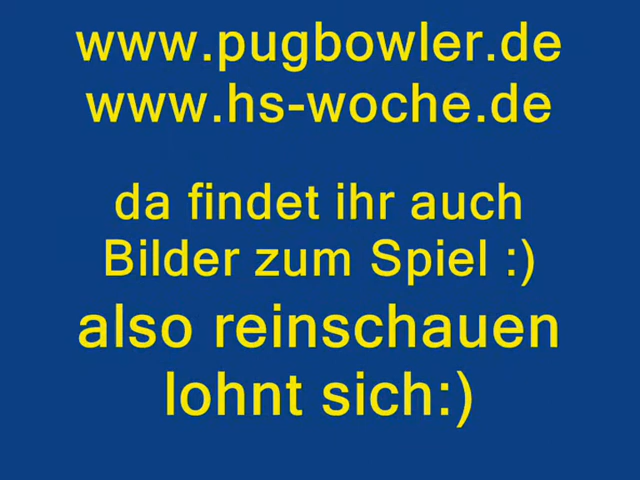 www.pugbowler.de
www.hs-woche.de
da findet ihr auch
Bilder zum Spiel :)
also reinschauen
lohnt sich:)